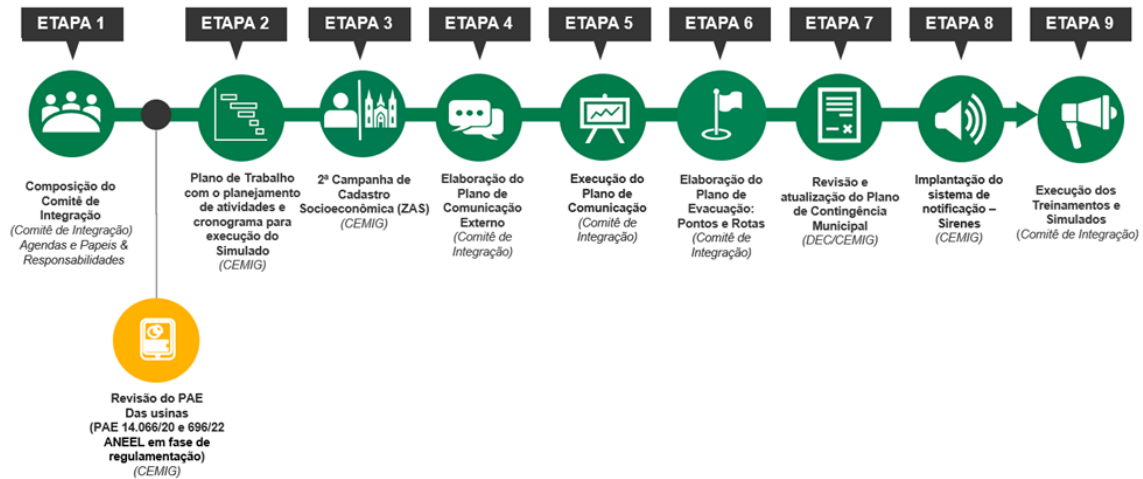 ETAPA 1
Composição do
Comitê de
Integração
(Comitê de Integração)
Agendas e Papeis &
Responsabilidades
Revisão do PAE
Das usinas
(PAE 14.066/20 e 696/22
ANEEL em fase de
regulamentação)
(CEMIG)
ETAPA 2
Plano de Trabalho
com o planejamento
de atividades e
cronograma para
execução do
Simulado
(CEMIG)
ETAPA 3
2ª Campanha de
Cadastro
Socioeconômica (ZAS)
(CEMIG)
ETAPA 4
Elaboração do
Plano de
Comunicação
Externo
(Comitê de
Integração)
ETAPA 5
Execução do
Plano de
Comunicação
(Comitê de
Integração)
ETAPA 6
Elaboração do
Plano de
Evacuação:
Pontos e Rotas
(Comitê de
Integração)
ETAPA 7
Revisão e
atualização do Plano
de Contingência
Municipal
(DEC/CEMIG)
ETAPA 8
Implantação do
sistema de
notificação –
Sirenes
(CEMIG)
ETAPA 9
Execução dos
Treinamentos e
Simulados
(Comitê de Integração)